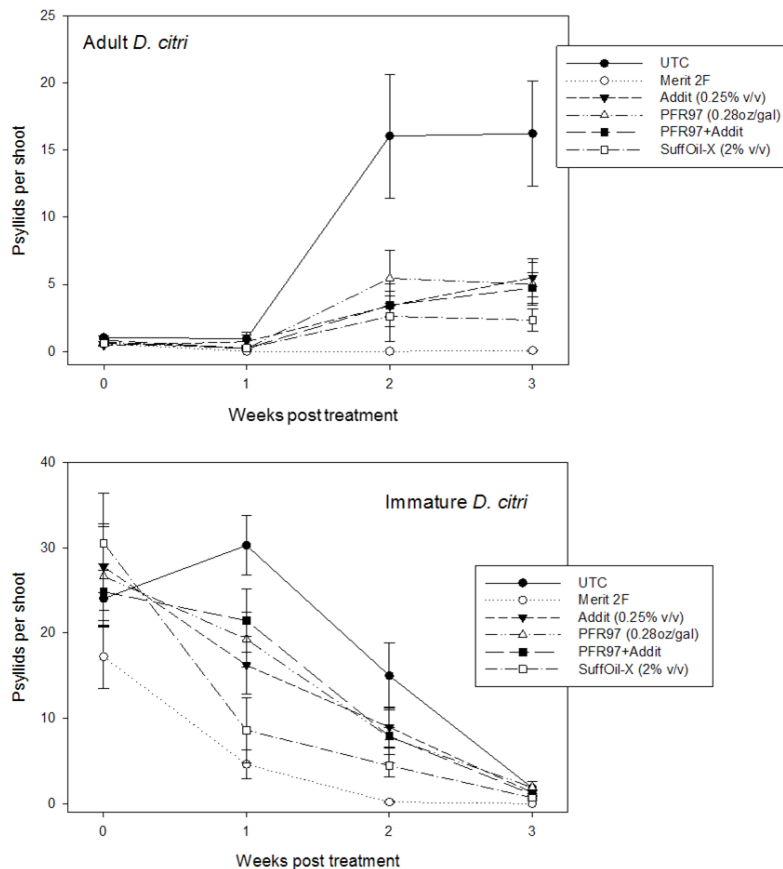 25
20
15
10
5
0
Psyllids per shoot
Adult D. citri
UTC
Merit 2F
Addit (0.25% v/v)
PFR97 (0.28oz/gal)
PFR97+Addit
SuffOil-X (2% v/v)
0 1 2 3
Weeks post treatment
40
30
20
10
0
Psyllids per shoot
Immature D. citri
UTC
Merit 2F
Addit (0.25% v/v)
PFR97 (0.28oz/gal)
PFR97+Addit
SuffOil-X (2% v/v)
0 1 2 3
Weeks post treatment